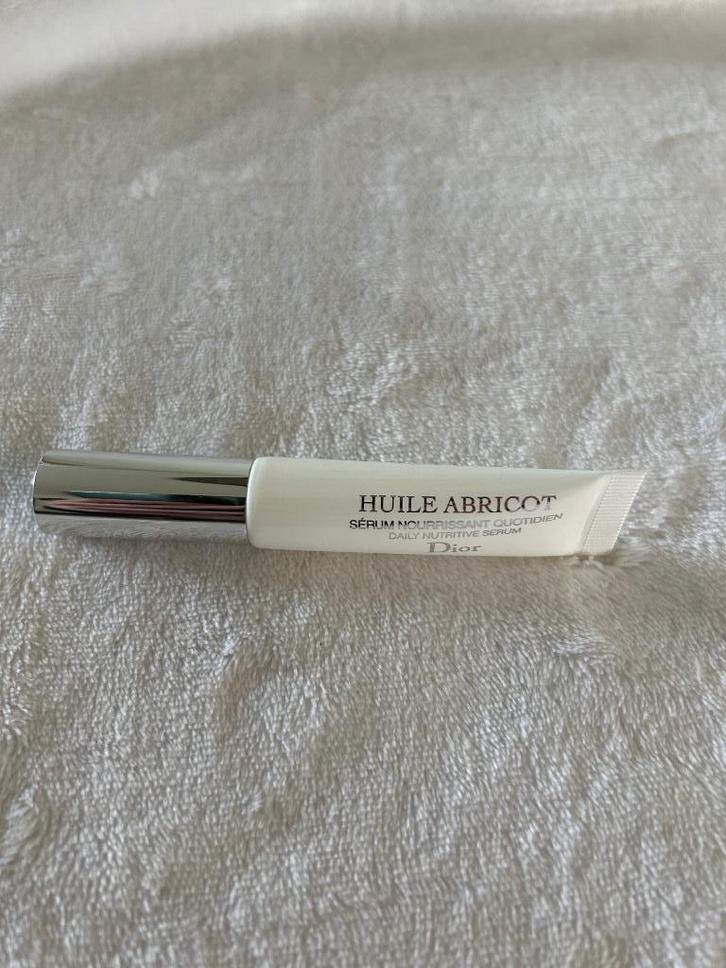 HUILE ABRICOT
SÉRUM NOURRISSANT QUOTIDIEN
DAILY NUTRITIVE SERUM
Dior